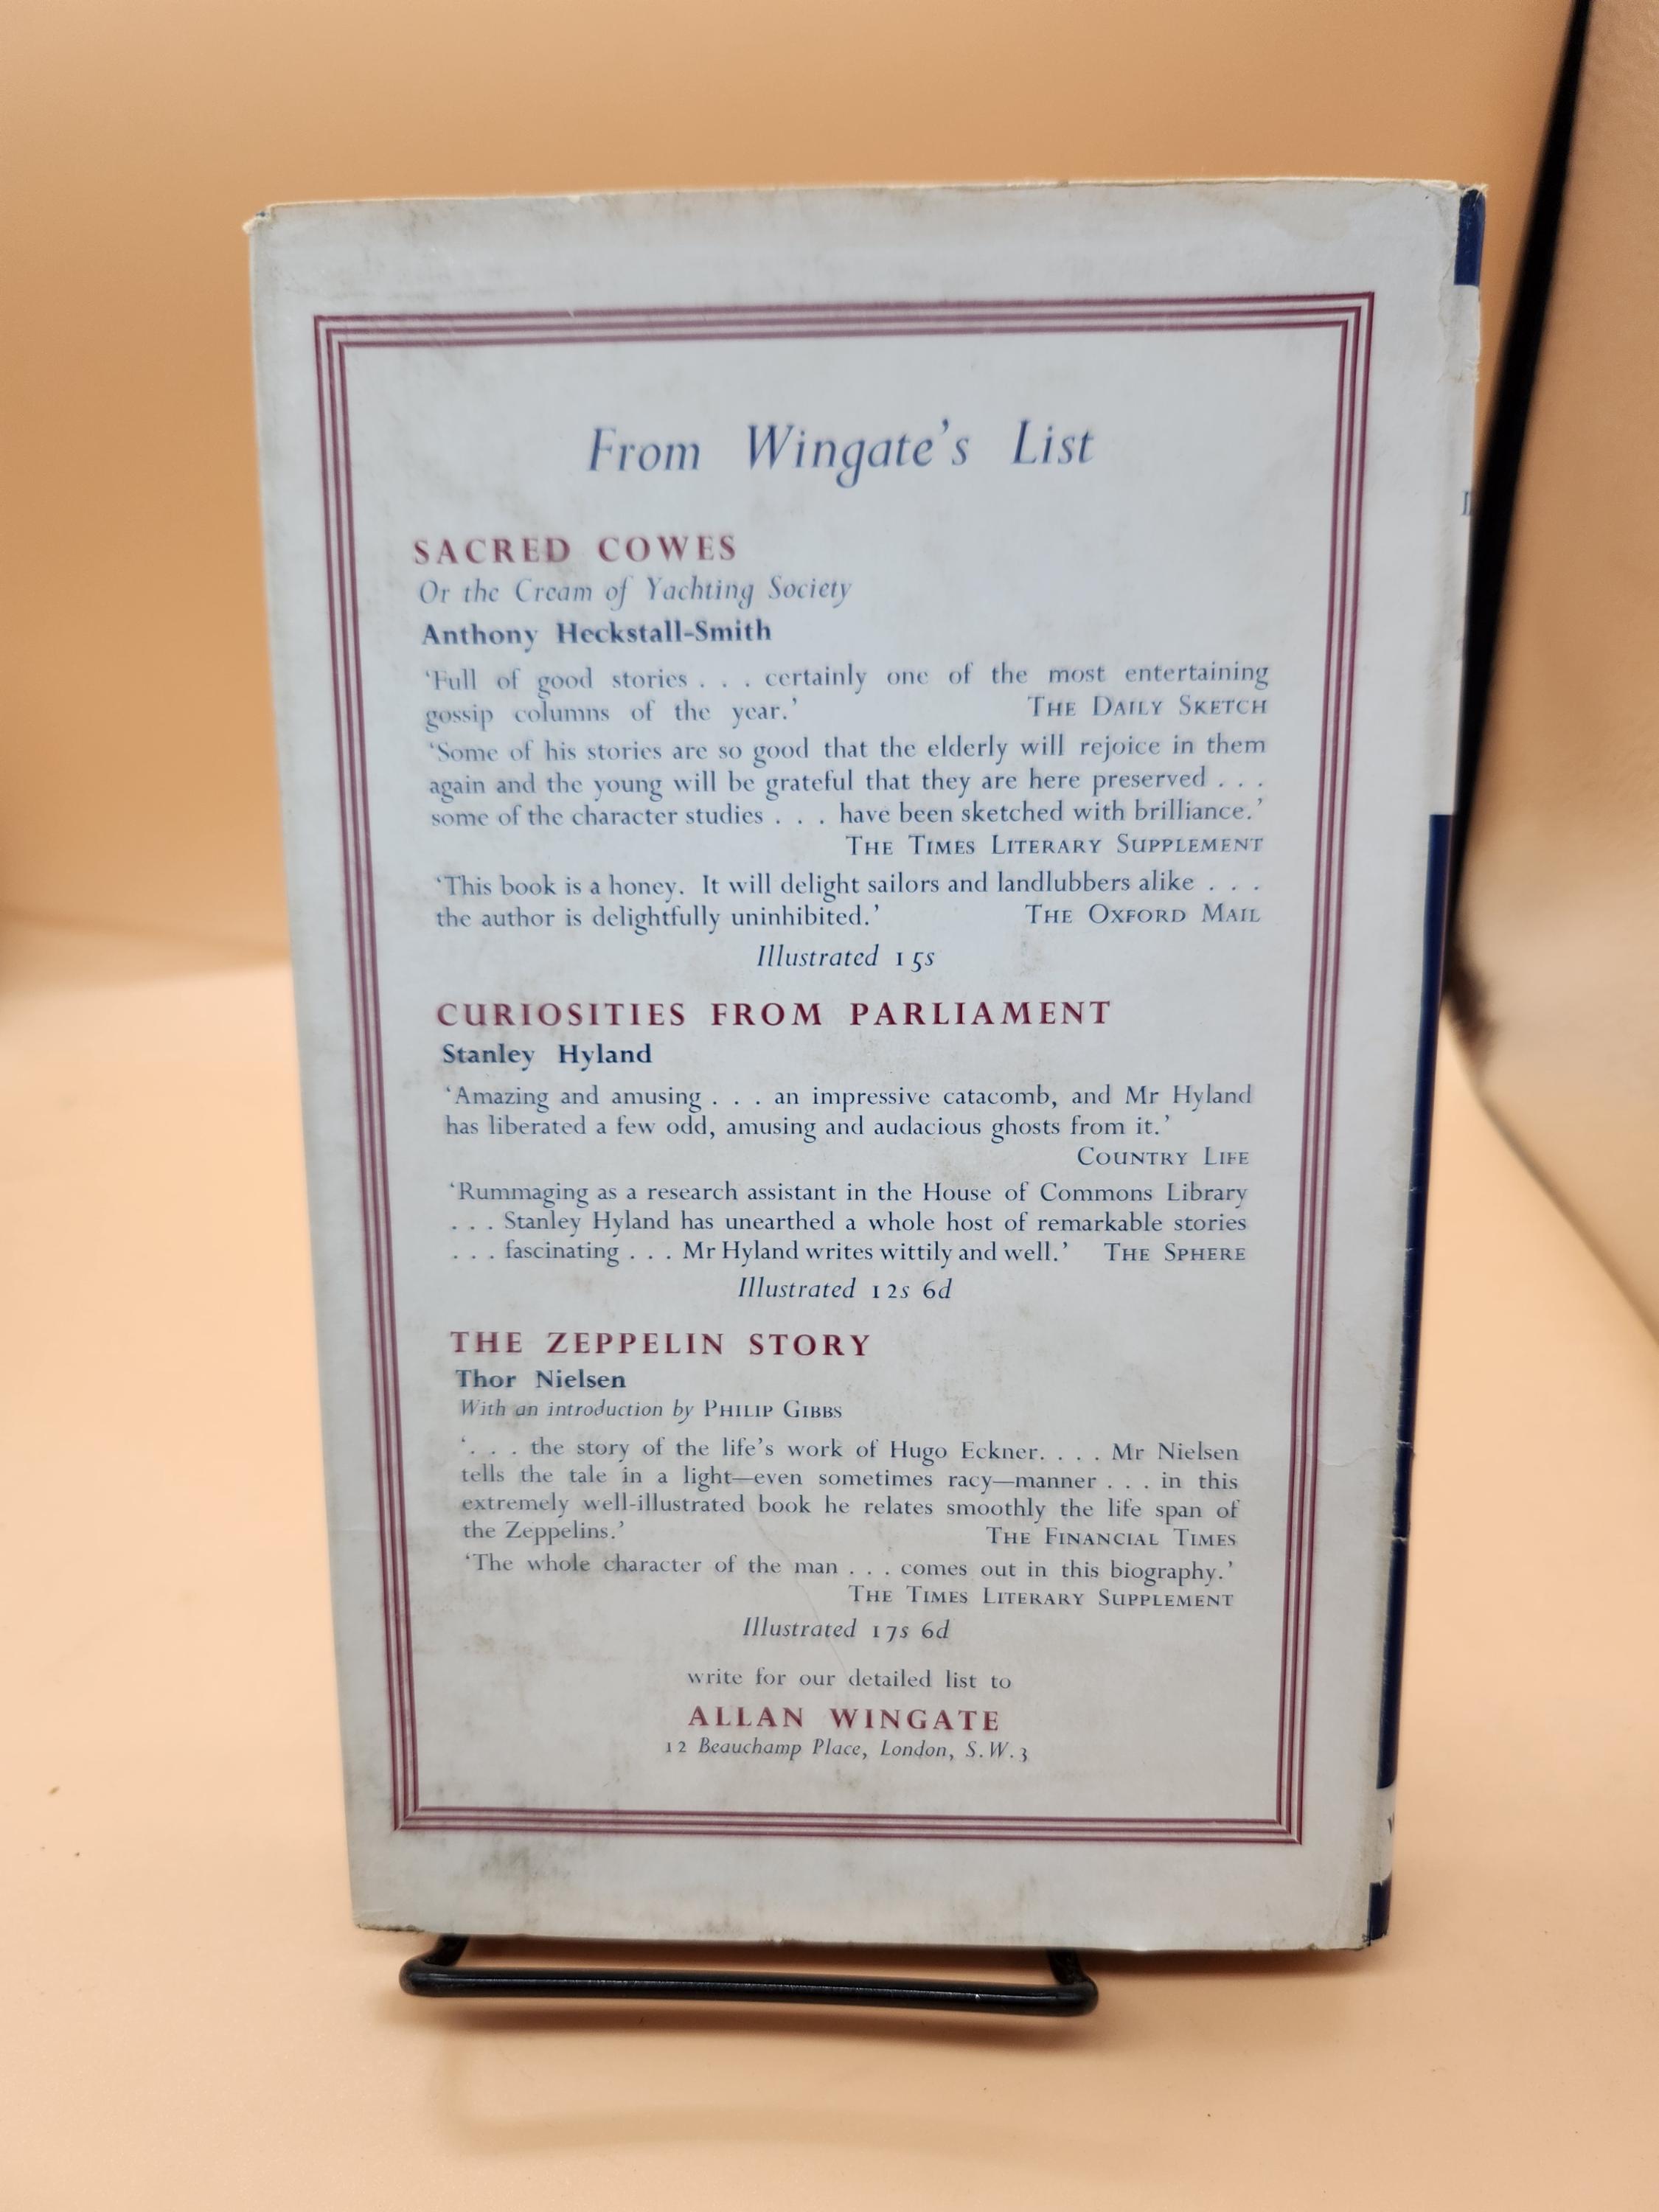 From Wingate's List
SACRED COWES
Or the Cream of Yachting Society
Anthony Heckstall-Smith
‘Full of good stories . . . certainly one of the most entertaining
gossip columns of the year.’ THE DAILY SKETCH
‘Some of his stories are so good that the elderly will rejoice in them
again and the young will be grateful that they are here preserved . . .
some of the character studies . . . have been sketched with brilliance.’
THE TIMES LITERARY SUPPLEMENT
‘This book is a honey. It will delight sailors and landlubbers alike . . .
the author is delightfully uninhibited.’ THE OXFORD MAIL
Illustrated 15s
CURIOSITIES FROM PARLIAMENT
Stanley Hyland
‘Amazing and amusing . . . an impressive catacomb, and Mr Hyland
has liberated a few odd, amusing and audacious ghosts from it.’
COUNTRY LIFE
‘Rummaging as a research assistant in the House of Commons Library
. . . Stanley Hyland has unearthed a whole host of remarkable stories
. . . fascinating . . . Mr Hyland writes wittily and well.’ THE SPHERE
Illustrated 12s 6d
THE ZEPPELIN STORY
Thor Nielsen
With an introduction by PHILIP GIBBS
‘. . . the story of the life’s work of Hugo Eckner. . . . Mr Nielsen
tells the tale in a light—even sometimes racy—manner . . . in this
extremely well-illustrated book he relates smoothly the life span of
the Zeppelins.’ THE FINANCIAL TIMES
‘The whole character of the man . . . comes out in this biography.’
THE TIMES LITERARY SUPPLEMENT
Illustrated 17s 6d
write for our detailed list to
ALLAN WINGATE
12 Beauchamp Place, London, S.W.3